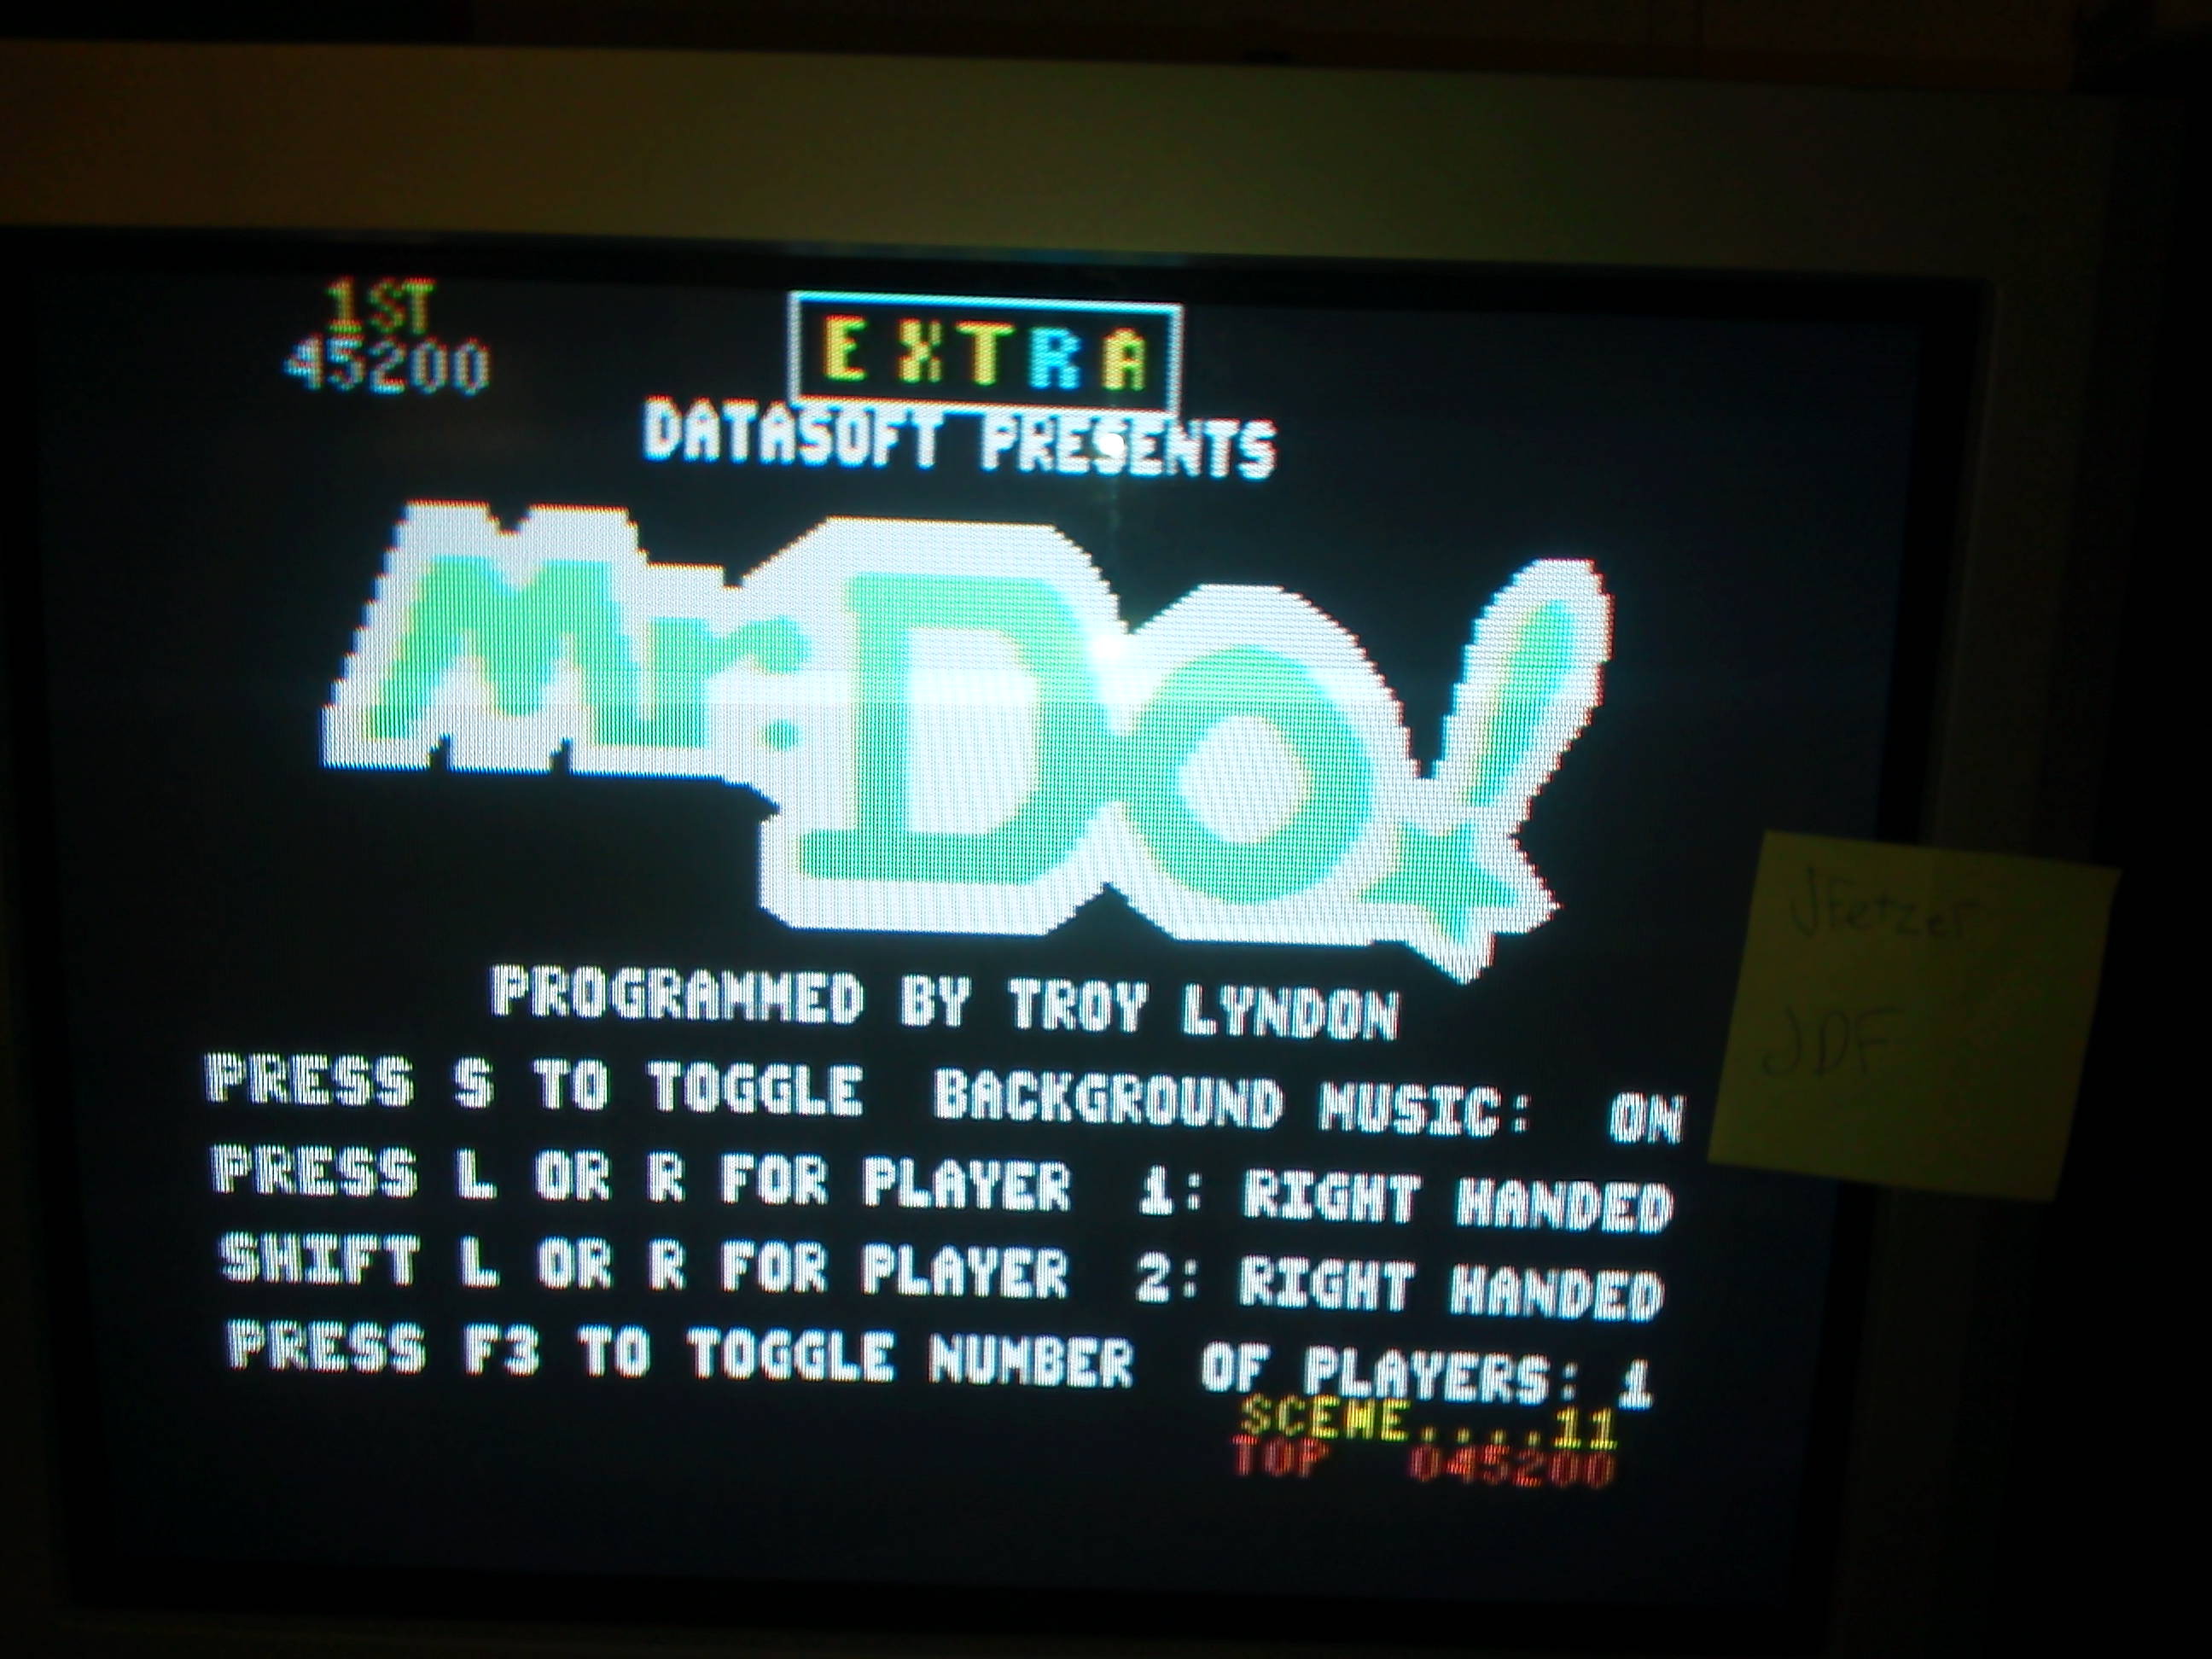 1ST
45200
EXTRA
DATASOFT PRESENTS
Mr. Do!
PROGRAMMED BY TROY LYNDON
PRESS S TO TOGGLE BACKGROUND MUSIC: ON
PRESS L OR R FOR PLAYER 1: RIGHT HANDED
SHIFT L OR R FOR PLAYER 2: RIGHT HANDED
PRESS F3 TO TOGGLE NUMBER OF PLAYERS: 1
SCENE....11
TOP 045200
JFetzer
JDF